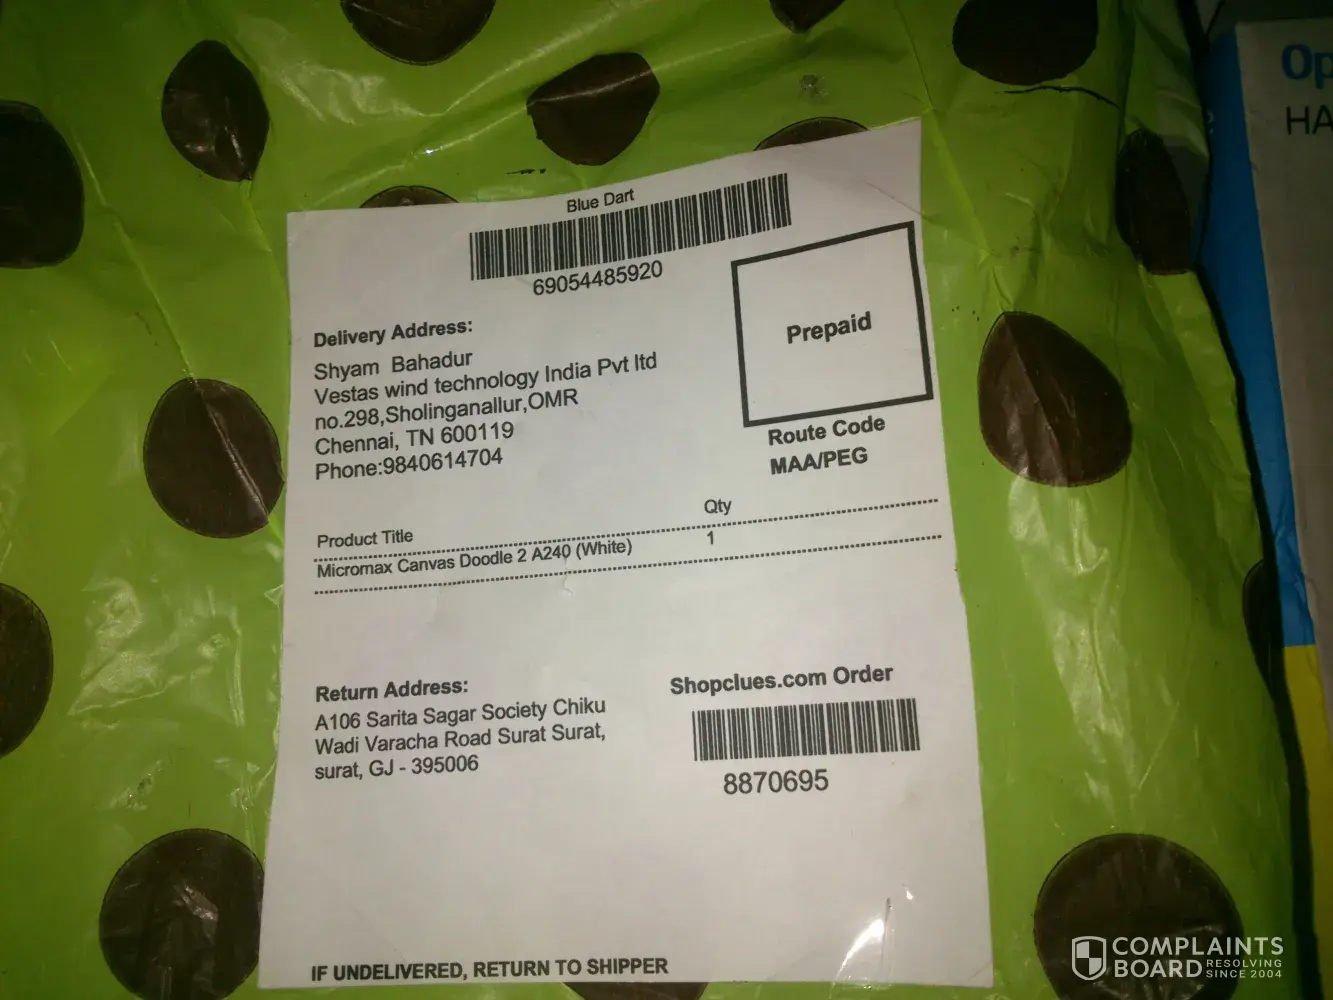 Blue Dart
69054485920
Prepaid
Route Code
MAA/PEG
Delivery Address:
Shyam Bahadur
Vestas wind technology India Pvt ltd
no.298,Sholinganallur,OMR
Chennai, TN 600119
Phone:9840614704
Product Title Qty
Micromax Canvas Doodle 2 A240 (White) 1
Return Address:
A106 Sarita Sagar Society Chiku
Wadi Varacha Road Surat Surat,
surat, GJ - 395006
Shopclues.com Order
8870695
IF UNDELIVERED, RETURN TO SHIPPER
COMPLAINTS
BOARD RESOLVING
SINCE 2004